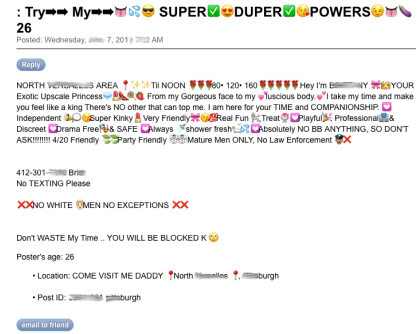 : Try My SUPER DUPER POWERS
26
Posted: Wednesday, 7, AM
Reply
NORTH AREA Til NOON 80• 120• 160 Hey I'm YOUR
Exotic Upscale Princess From my Gorgeous face to my luscious body. I take my time and make
you feel like a king There's NO other that can top me. I am here for your TIME and COMPANIONSHIP.
Independent Super Kinky Very Friendly Real Fun Treat Playful Professional &
Discreet Drama Free & SAFE Always shower fresh Absolutely NO BB ANYTHING, SO DON'T
ASK!!!!!!!! 4/20 Friendly Party Friendly Mature Men ONLY, No Law Enforcement
412-301-
No TEXTING Please
❌❌NO WHITE MEN NO EXCEPTIONS ❌❌
Don't WASTE My Time .. YOU WILL BE BLOCKED K
Poster's age: 26
• Location: COME VISIT ME DADDY North , burgh
• Post ID: burgh
email to friend